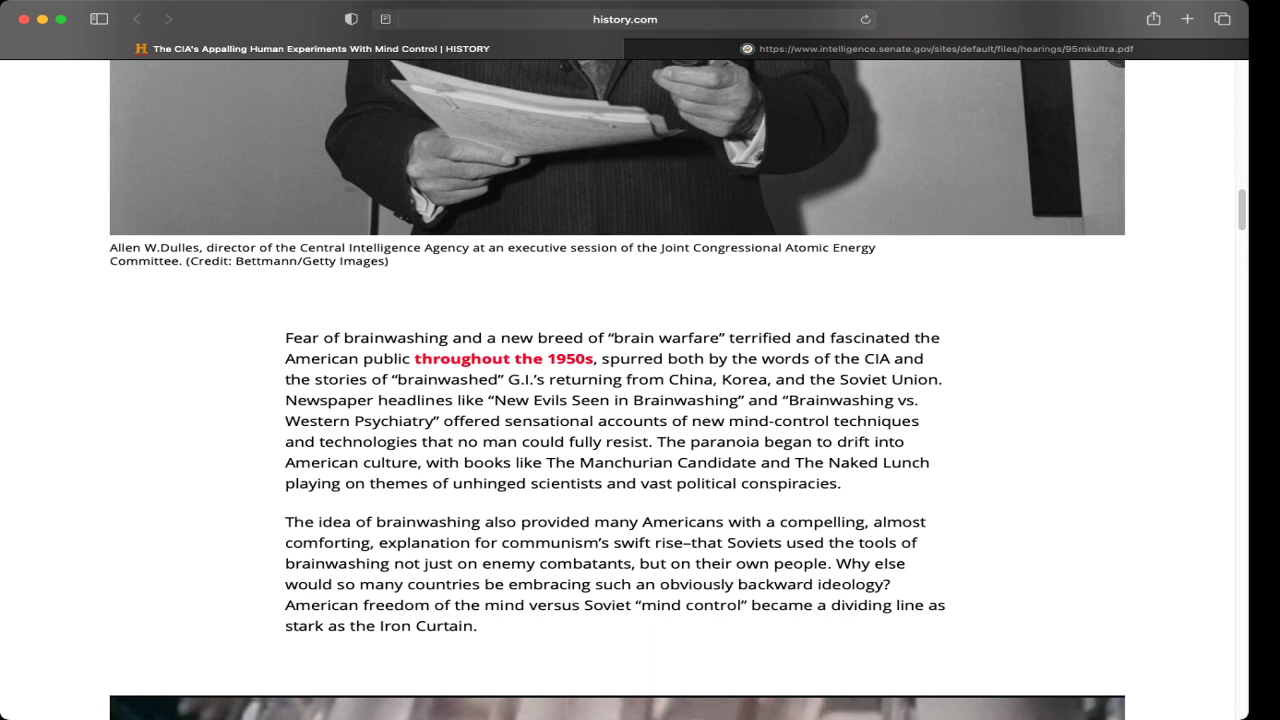 history.com
The CIA's Appalling Human Experiments With Mind Control | HISTORY
https://www.intelligence.senate.gov/sites/default/files/hearings/95mkultra.pdf
Allen W.Dulles, director of the Central Intelligence Agency at an executive session of the Joint Congressional Atomic Energy
Committee. (Credit: Bettmann/Getty Images)
Fear of brainwashing and a new breed of “brain warfare” terrified and fascinated the
American public throughout the 1950s, spurred both by the words of the CIA and
the stories of “brainwashed” G.I.’s returning from China, Korea, and the Soviet Union.
Newspaper headlines like “New Evils Seen in Brainwashing” and “Brainwashing vs.
Western Psychiatry” offered sensational accounts of new mind-control techniques
and technologies that no man could fully resist. The paranoia began to drift into
American culture, with books like The Manchurian Candidate and The Naked Lunch
playing on themes of unhinged scientists and vast political conspiracies.
The idea of brainwashing also provided many Americans with a compelling, almost
comforting, explanation for communism’s swift rise–that Soviets used the tools of
brainwashing not just on enemy combatants, but on their own people. Why else
would so many countries be embracing such an obviously backward ideology?
American freedom of the mind versus Soviet “mind control” became a dividing line as
stark as the Iron Curtain.